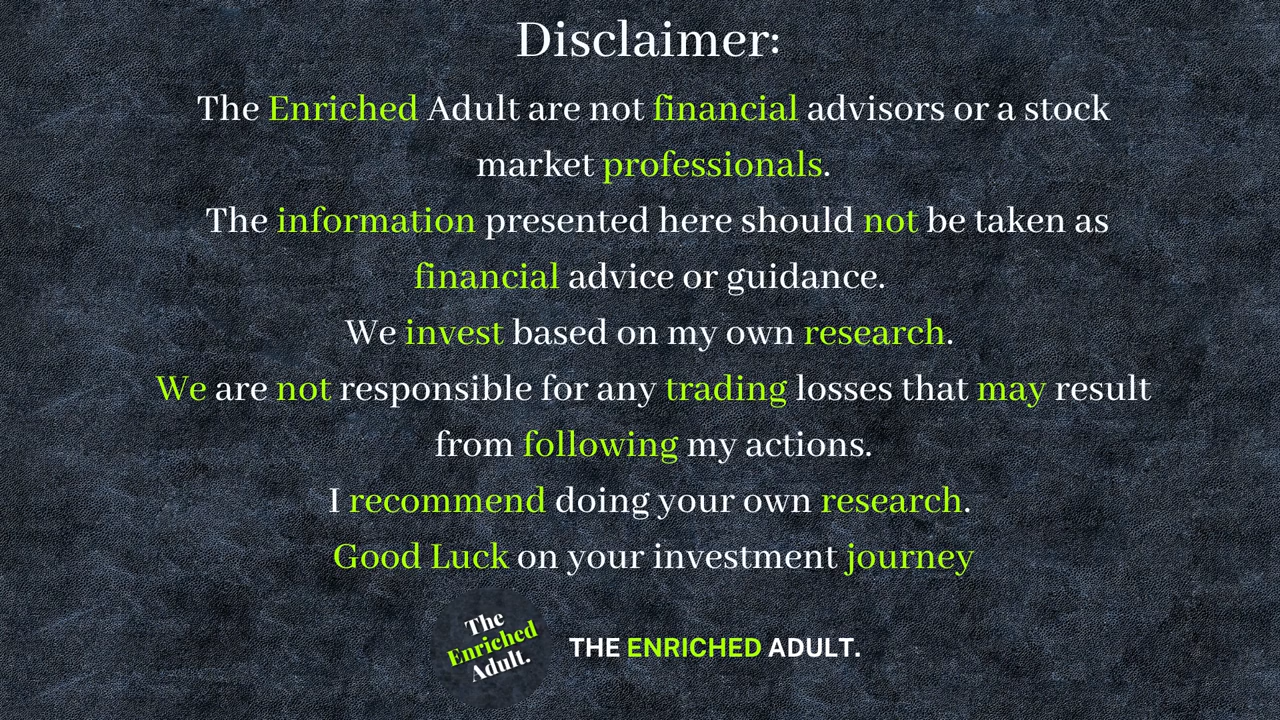 Disclaimer:
The Enriched Adult are not financial advisors or a stock
market professionals.
The information presented here should not be taken as
financial advice or guidance.
We invest based on my own research.
We are not responsible for any trading losses that may result
from following my actions.
I recommend doing your own research.
Good Luck on your investment journey
The
Enriched
Adult.
THE ENRICHED ADULT.